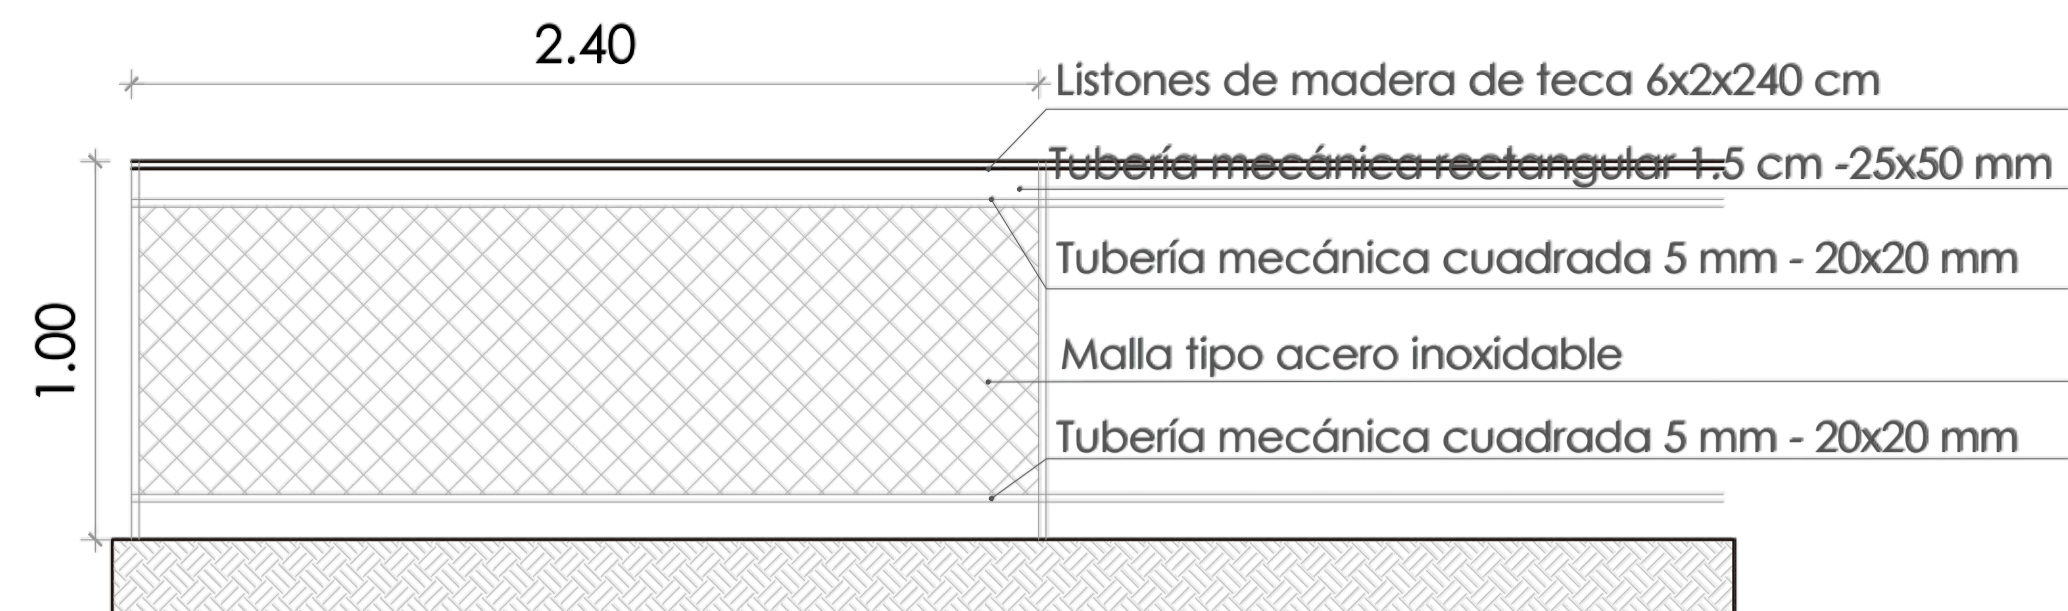 2.40
Listones de madera de teca 6x2x240 cm
Tubería mecánica rectangular 1.5 cm -25x50 mm
Tubería mecánica cuadrada 5 mm - 20x20 mm
1.00
Malla tipo acero inoxidable
Tubería mecánica cuadrada 5 mm - 20x20 mm